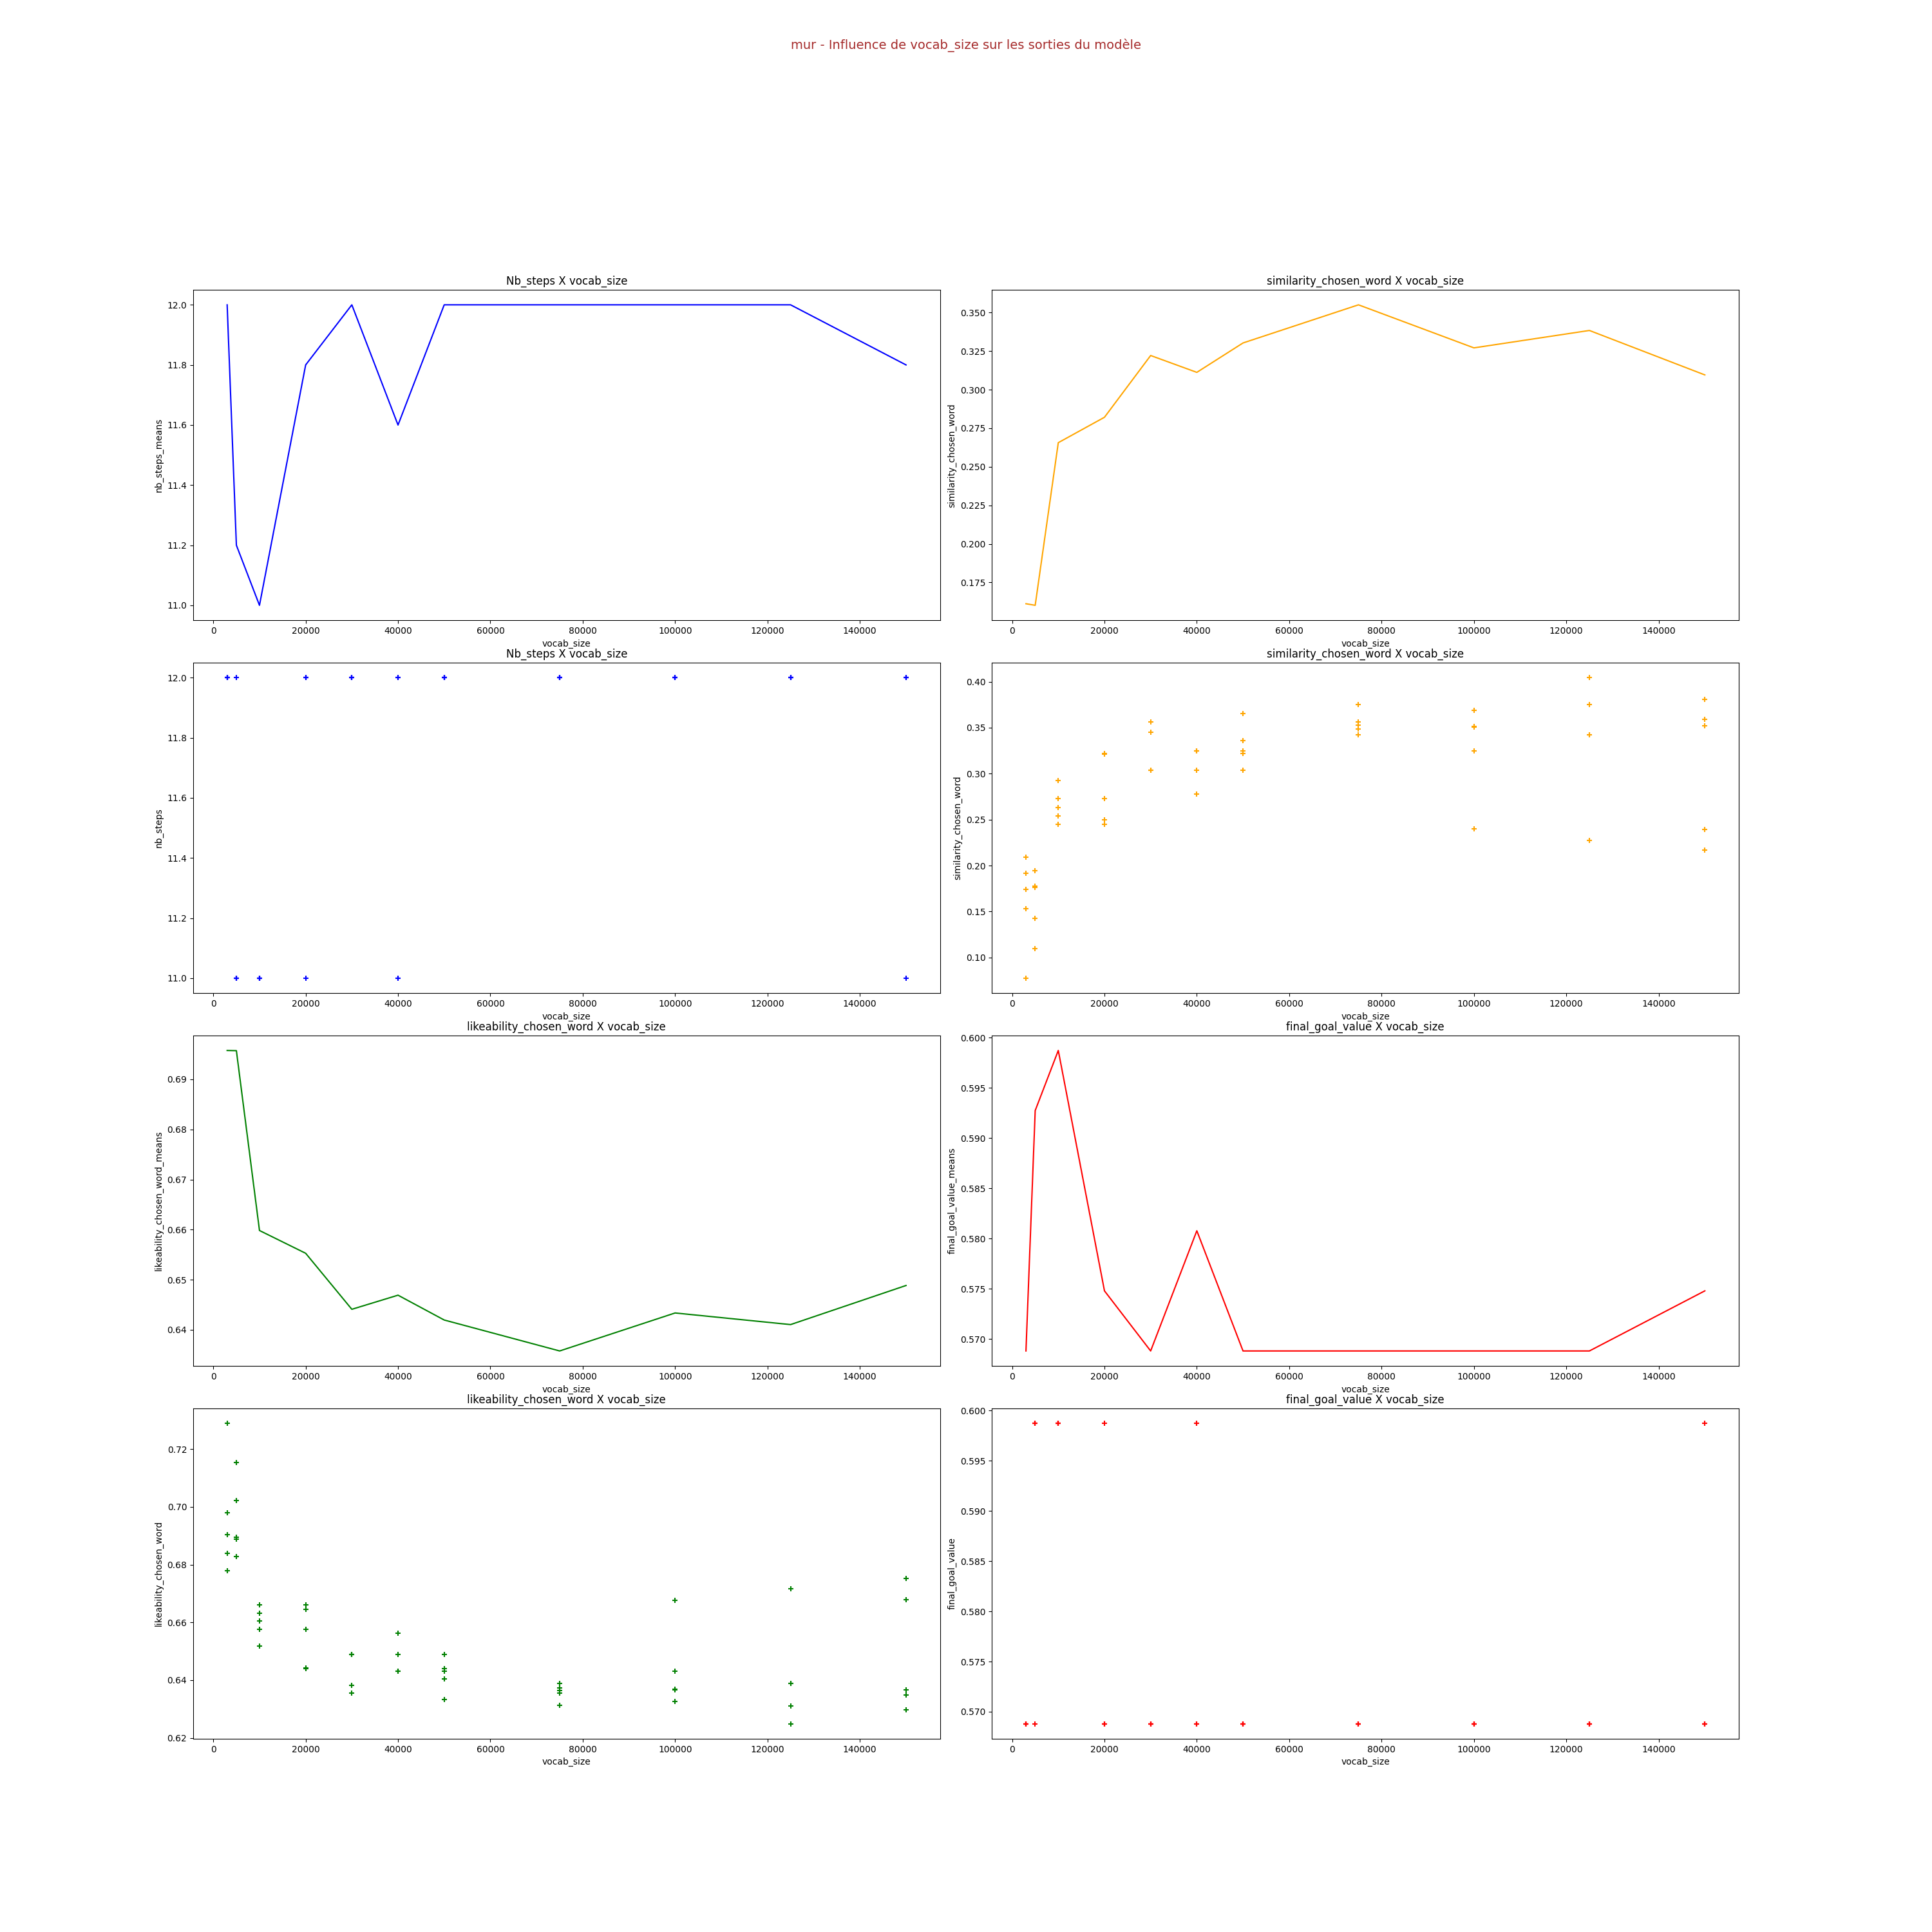 mur - Influence de vocab_size sur les sorties du modèle
Nb_steps X vocab_size
12.0
11.8
11.6
11.4
11.2
11.0
nb_steps_means
0 20000 40000 60000 80000 100000 120000 140000
vocab_size
similarity_chosen_word X vocab_size
0.350
0.325
0.300
0.275
0.250
0.225
0.200
0.175
similarity_chosen_word
0 20000 40000 60000 80000 100000 120000 140000
vocab_size
Nb_steps X vocab_size
12.0
11.8
11.6
11.4
11.2
11.0
nb_steps
0 20000 40000 60000 80000 100000 120000 140000
vocab_size
similarity_chosen_word X vocab_size
0.40
0.35
0.30
0.25
0.20
0.15
0.10
similarity_chosen_word
0 20000 40000 60000 80000 100000 120000 140000
vocab_size
likeability_chosen_word X vocab_size
0.69
0.68
0.67
0.66
0.65
0.64
likeability_chosen_word_means
0 20000 40000 60000 80000 100000 120000 140000
vocab_size
final_goal_value X vocab_size
0.600
0.595
0.590
0.585
0.580
0.575
0.570
final_goal_value_means
0 20000 40000 60000 80000 100000 120000 140000
vocab_size
likeability_chosen_word X vocab_size
0.72
0.70
0.68
0.66
0.64
0.62
likeability_chosen_word
0 20000 40000 60000 80000 100000 120000 140000
vocab_size
final_goal_value X vocab_size
0.600
0.595
0.590
0.585
0.580
0.575
0.570
final_goal_value
0 20000 40000 60000 80000 100000 120000 140000
vocab_size